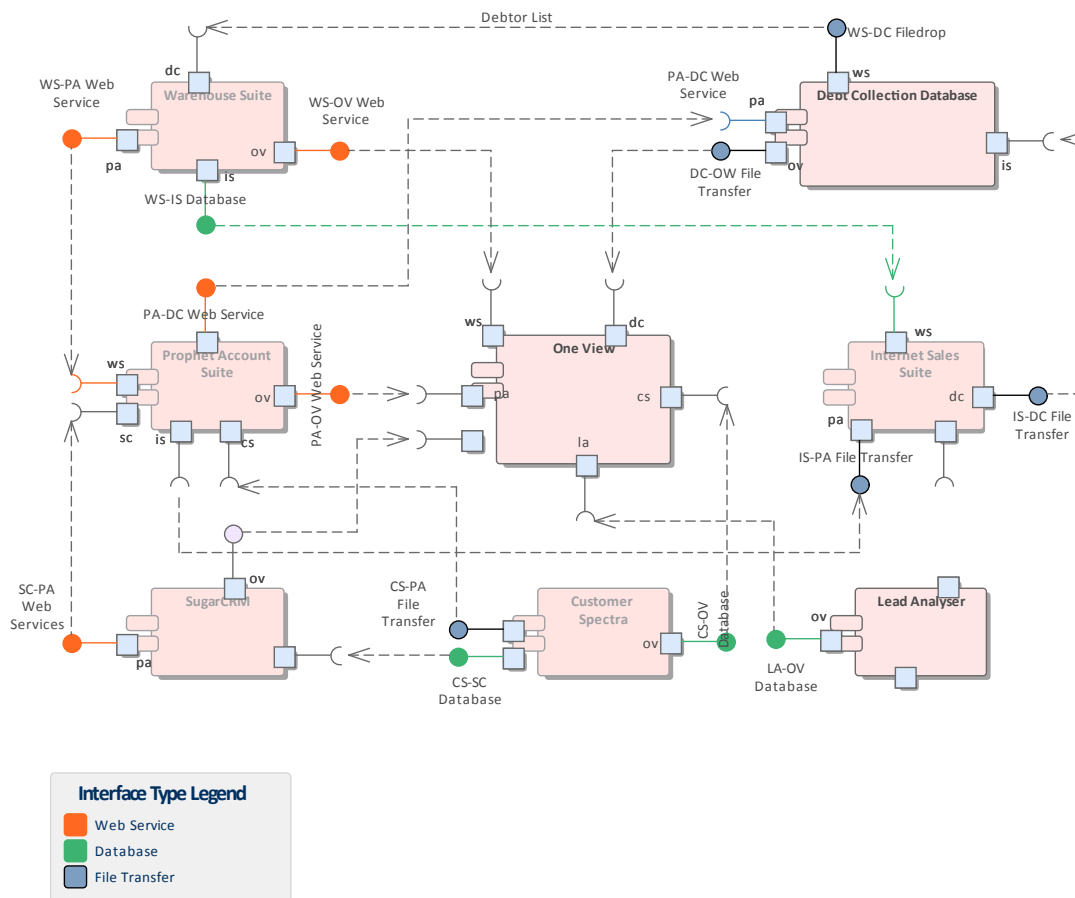 Debtor List
WS-DC Filedrop
dc
ws
WS-PA Web
Service
Warehouse Suite
WS-OV Web
Service
PA-DC Web
Service
pa
Debt Collection Database
pa
ov
is
WS-IS Database
DC-OW File
Transfer
ov
is
PA-DC Web Service
ws
Prophet Account
Suite
ov
sc
is
cs
PA-OV Web Service
ws
dc
One View
pa
cs
la
ws
Internet Sales
Suite
dc
pa
IS-DC File
Transfer
IS-PA File Transfer
SC-PA
Web
Services
ov
SugarCRM
pa
CS-PA
File
Transfer
Customer
Spectra
ov
CS-SC
Database
CS-OV
Database
Lead Analyser
ov
LA-OV
Database
Interface Type Legend
Web Service
Database
File Transfer